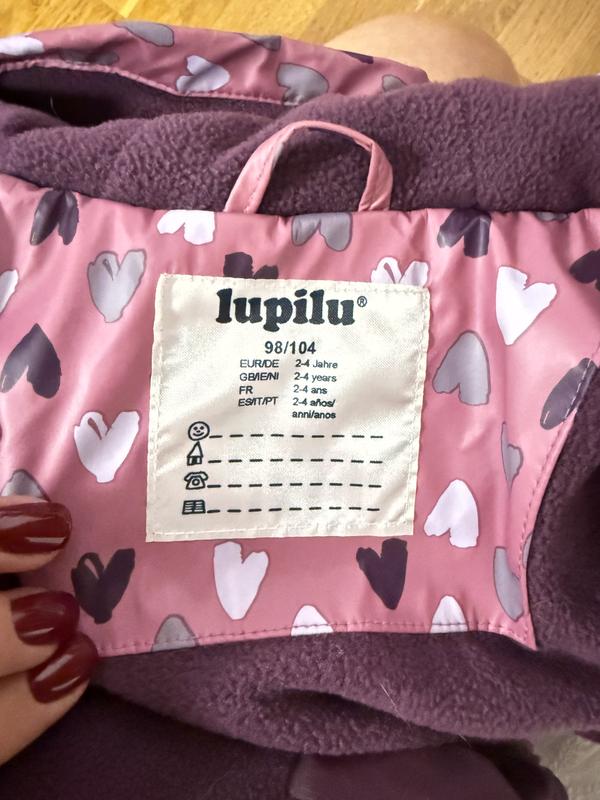 lupilu®
98/104
EUR/DE 2-4 Jahre
GB/IE/NI 2-4 years
FR 2-4 ans
ES/IT/PT 2-4 años/
anni/anos